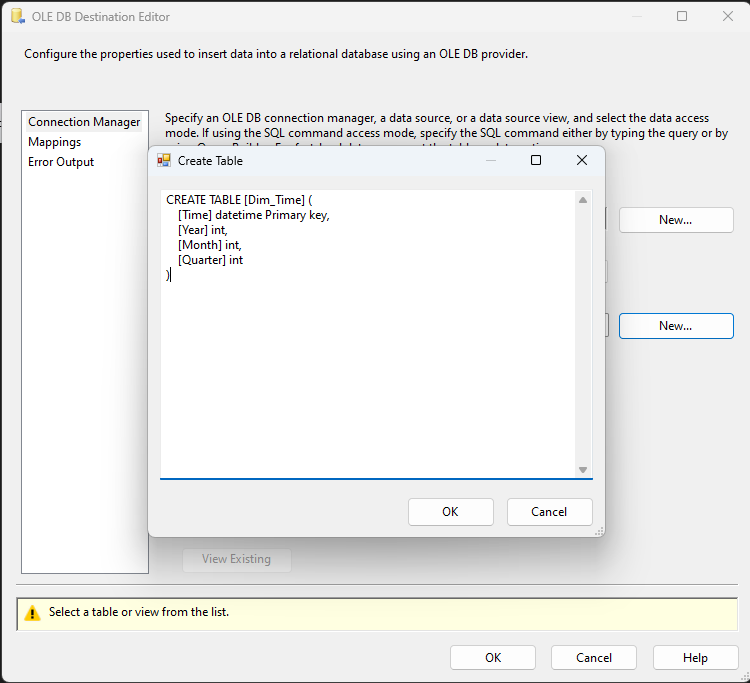 OLE DB Destination Editor
Configure the properties used to insert data into a relational database using an OLE DB provider.
Connection Manager
Mappings
Error Output
Specify an OLE DB connection manager, a data source, or a data source view, and select the data access
mode. If using the SQL command access mode, specify the SQL command either by typing the query or by
Create Table
CREATE TABLE [Dim_Time] (
[Time] datetime Primary key,
[Year] int,
[Month] int,
[Quarter] int
)
New...
New...
OK
Cancel
View Existing
Select a table or view from the list.
OK
Cancel
Help